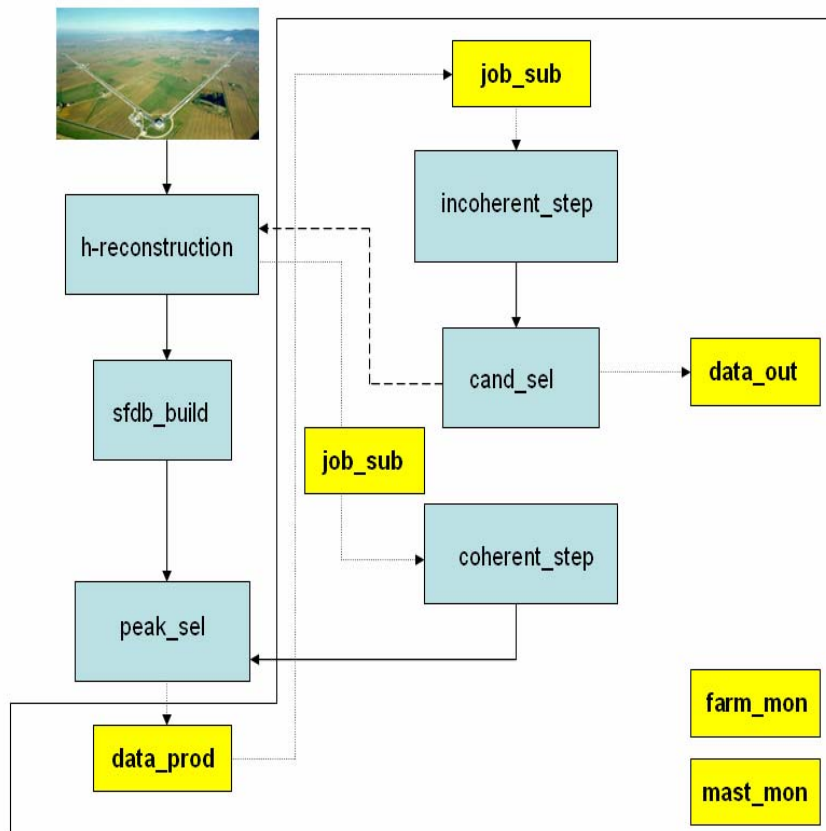 job_sub
incoherent_step
h-reconstruction
cand_sel
data_out
sfdb_build
job_sub
coherent_step
peak_sel
farm_mon
data_prod
mast_mon